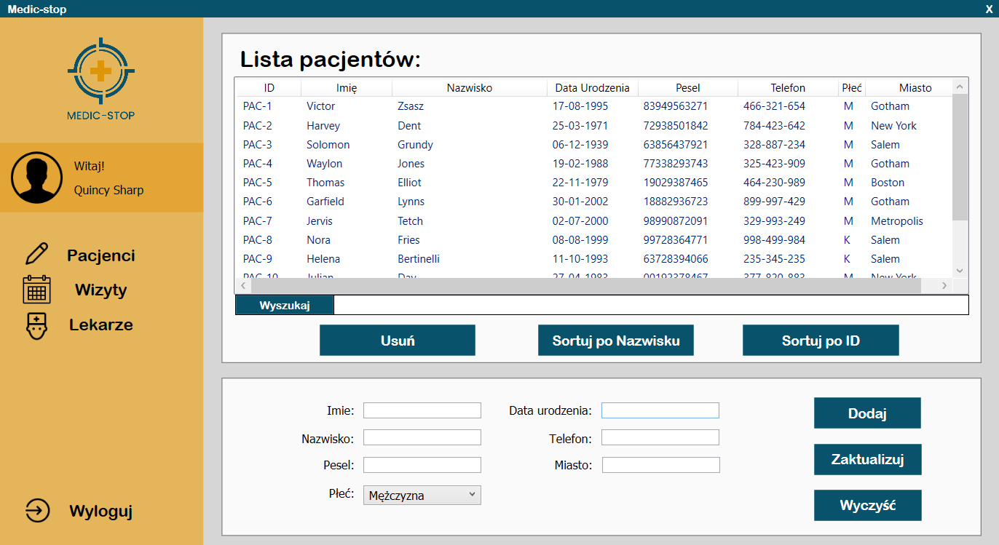 Medic-stop X
MEDIC-STOP
Witaj!
Quincy Sharp
Pacjenci
Wizyty
Lekarze
Wyloguj
Lista pacjentów:
ID Imię Nazwisko Data Urodzenia Pesel Telefon Płeć Miasto
PAC-1 Victor Zsasz 17-08-1995 83949563271 466-321-654 M Gotham
PAC-2 Harvey Dent 25-03-1971 72938501842 784-423-642 M New York
PAC-3 Solomon Grundy 06-12-1939 63856437921 328-887-234 M Salem
PAC-4 Waylon Jones 19-02-1988 77338293743 325-423-909 M Gotham
PAC-5 Thomas Elliot 22-11-1979 19029387465 464-230-989 M Boston
PAC-6 Garfield Lynns 30-01-2002 18882936723 899-997-429 M Gotham
PAC-7 Jervis Tetch 02-07-2000 98990872091 329-993-249 M Metropolis
PAC-8 Nora Fries 08-08-1999 99728364771 998-499-984 K Salem
PAC-9 Helena Bertinelli 11-10-1993 63728394066 235-345-235 K Salem
PAC-10 Julian Day 27-04-1983 00192378467 377-820-883 M New York
Wyszukaj
Usuń Sortuj po Nazwisku Sortuj po ID
Imie: Data urodzenia: Dodaj
Nazwisko: Telefon:
Pesel: Miasto: Zaktualizuj
Płeć: Mężczyzna Wyczyść